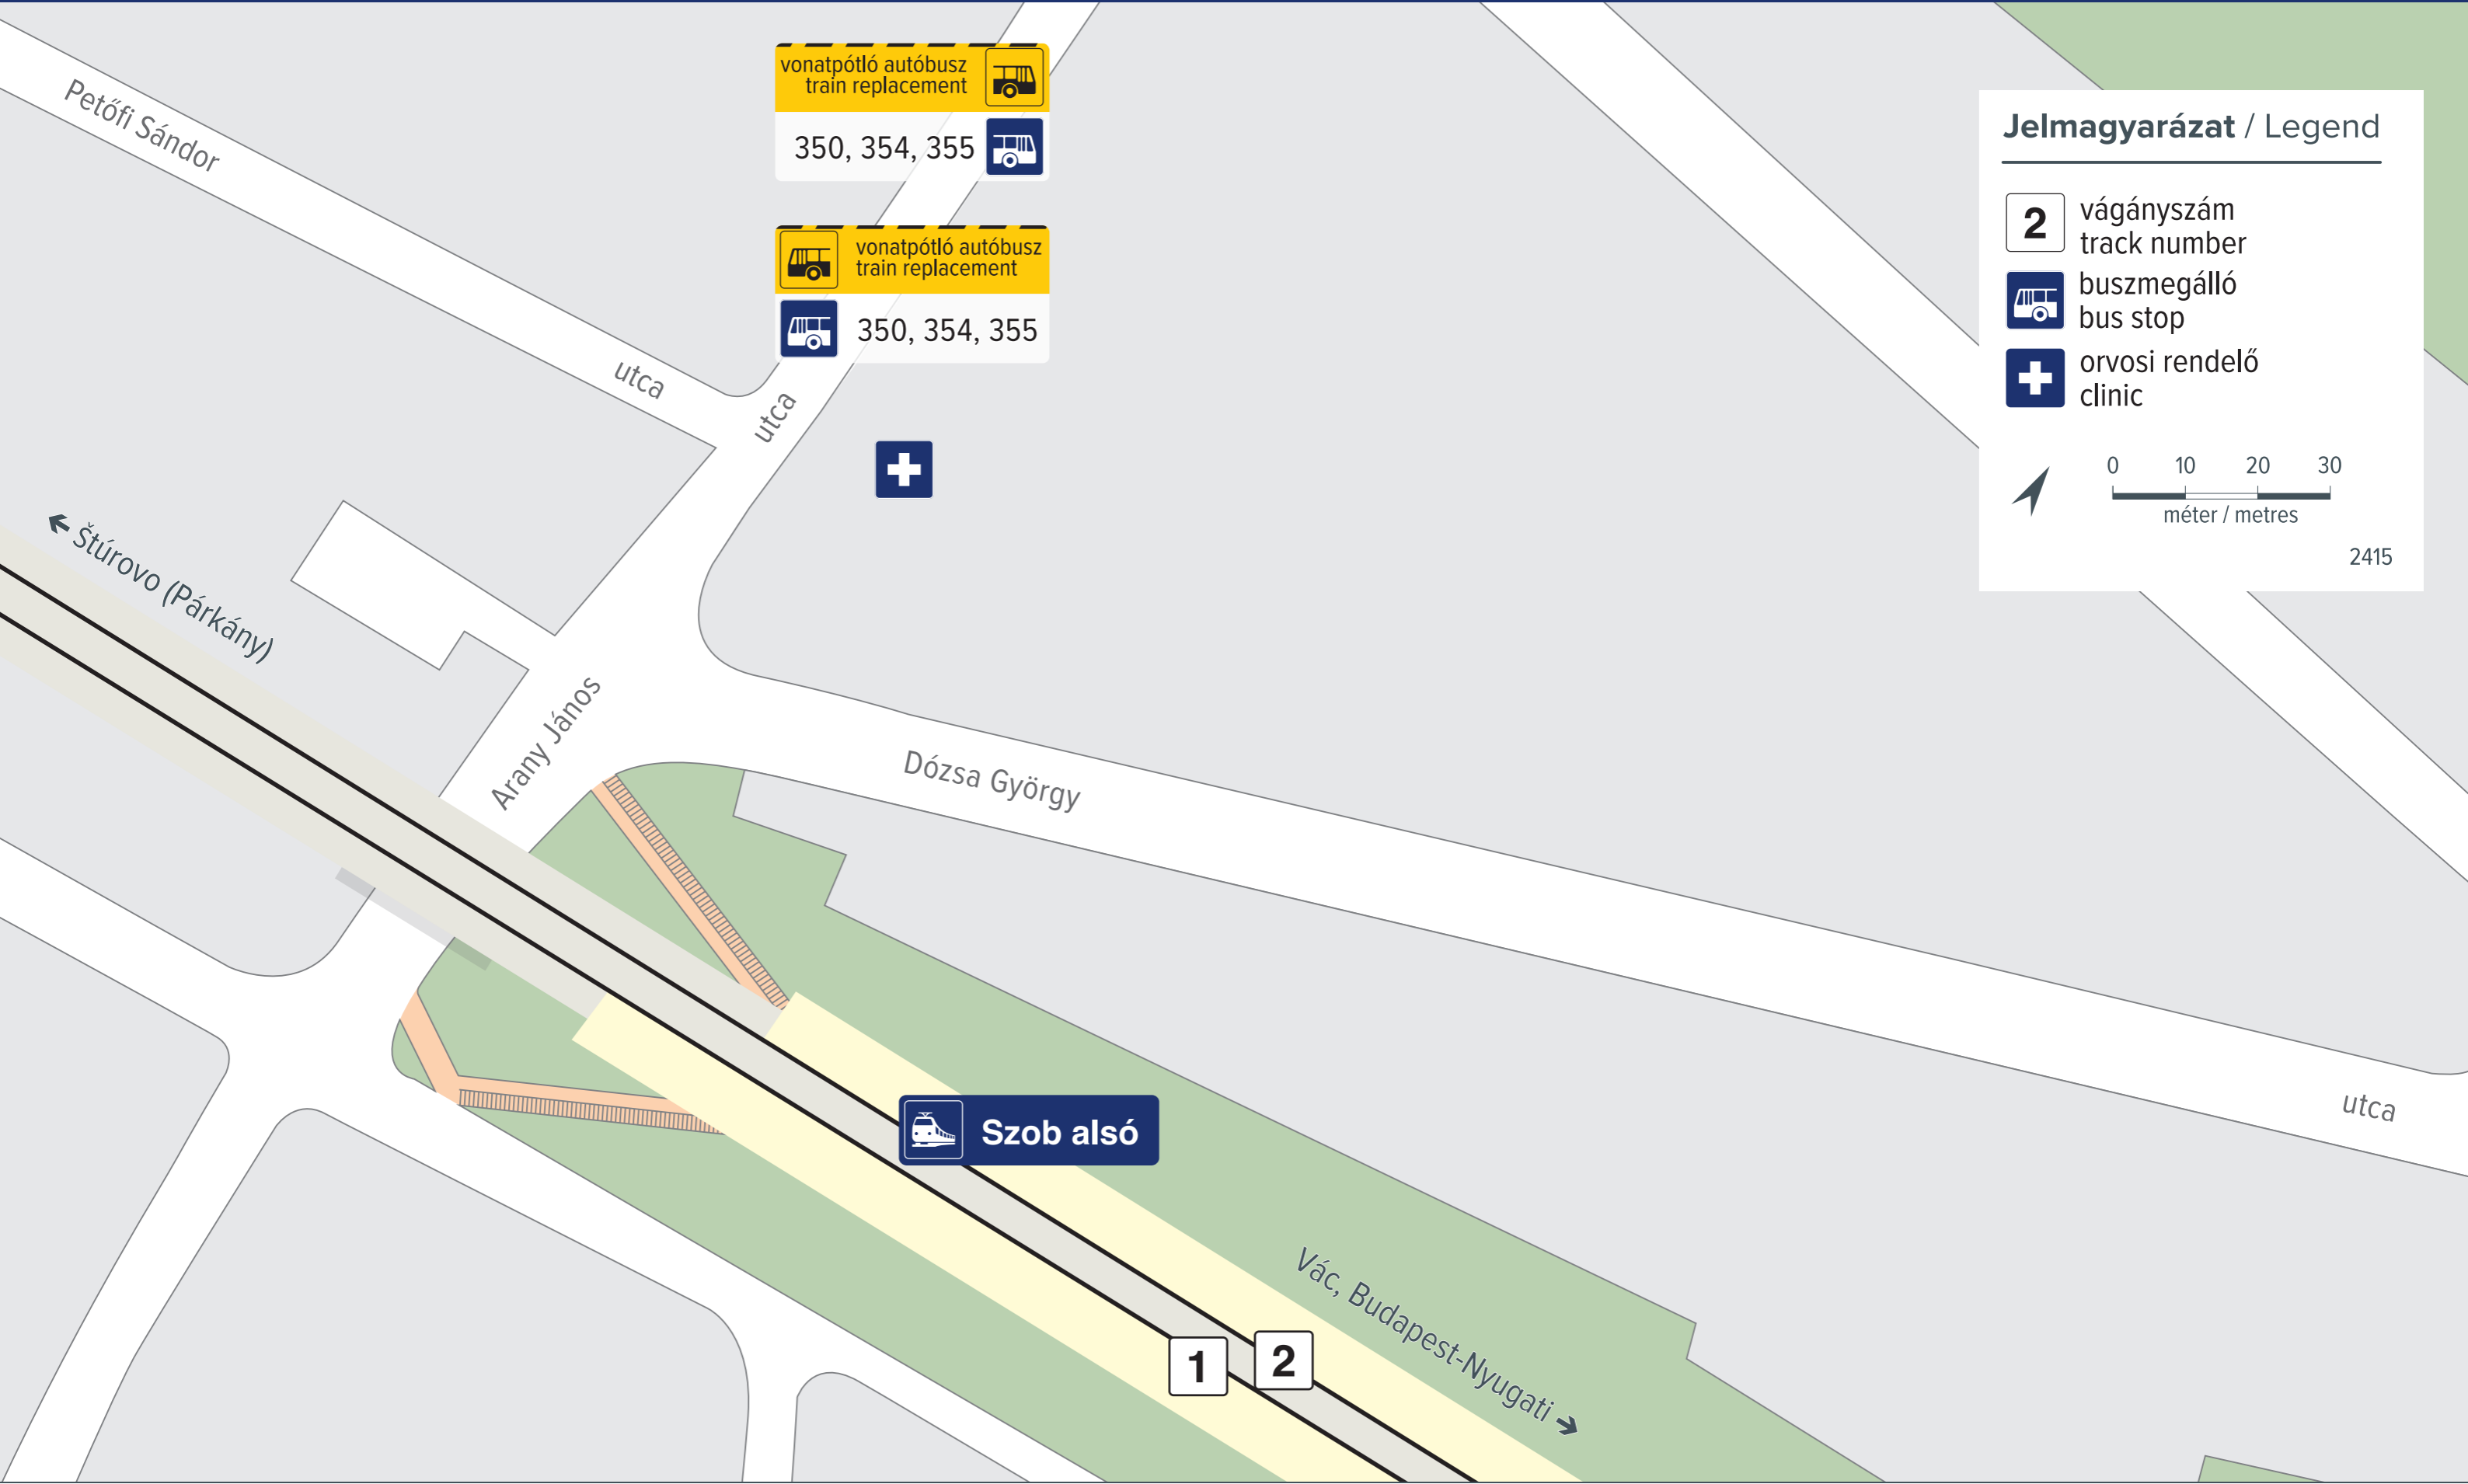 vonatpótló autóbusz
train replacement
350, 354, 355
vonatpótló autóbusz
train replacement
350, 354, 355
Jelmagyarázat / Legend
2
vágányszám
track number
buszmegálló
bus stop
orvosi rendelő
clinic
0 10 20 30
méter / metres
2415
Petőfi Sándor
utca
utca
← Štúrovo (Párkány)
Arany János
Dózsa György
utca
Szob alsó
Vác, Budapest-Nyugati →
1
2